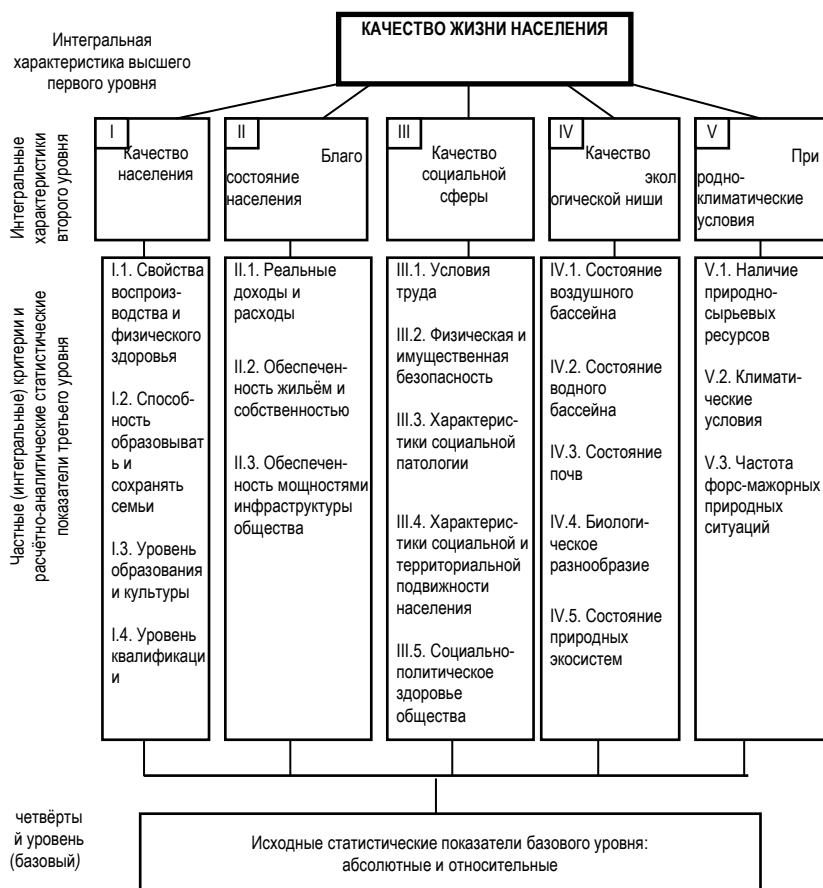 КАЧЕСТВО ЖИЗНИ НАСЕЛЕНИЯ
Интегральная
характеристика высшего
первого уровня
Интегральные
характеристики
второго уровня
I
Качество
населения
II
Благо
состояние
населения
III
Качество
социальной
сферы
IV
Качество
экол
огической ниши
V
При
родно-
климатические
условия
Частные (интегральные) критерии и
расчётно-аналитические статистические
показатели третьего уровня
I.1. Свойства
воспроиз-
водства и
физического
здоровья
I.2. Способ-
ность
образовыват
ь и
сохранять
семьи
I.3. Уровень
образования
и культуры
I.4. Уровень
квалификаци
и
II.1. Реальные
доходы и
расходы
II.2. Обеспечен-
ность жильём и
собственностью
II.3. Обеспечен-
ность мощностями
инфраструктуры
общества
III.1. Условия
труда
III.2. Физическая и
имущественная
безопасность
III.3. Характерис-
тики социальной
патологии
III.4. Характерис-
тики социальной и
территориальной
подвижности
населения
III.5. Социально-
политическое
здоровье
общества
IV.1. Состояние
воздушного
бассейна
IV.2. Состояние
водного
бассейна
IV.3. Состояние
почв
IV.4. Биологи-
ческое
разнообразие
IV.5. Состояние
природных
экосистем
V.1. Наличие
природно-
сырьевых
ресурсов
V.2. Климати-
ческие
условия
V.3. Частота
форс-мажорных
природных
ситуаций
четвёрты
й уровень
(базовый)
Исходные статистические показатели базового уровня:
абсолютные и относительные